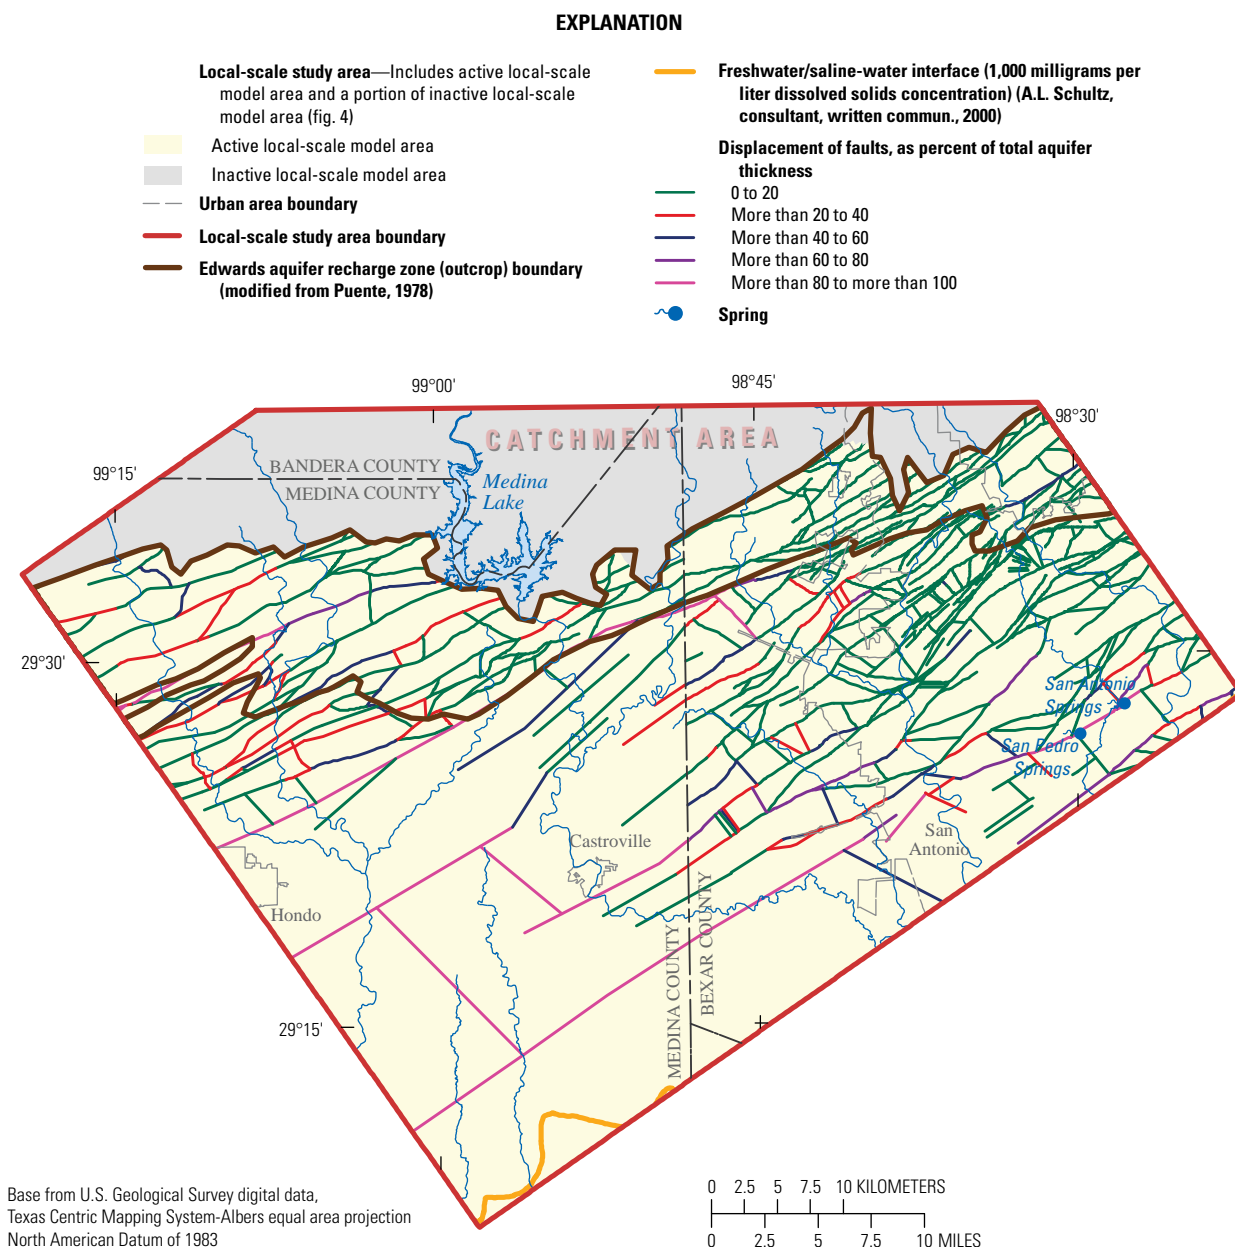 EXPLANATION
Local-scale study area—Includes active local-scale
model area and a portion of inactive local-scale
model area (fig. 4)
Active local-scale model area
Inactive local-scale model area
Urban area boundary
Local-scale study area boundary
Edwards aquifer recharge zone (outcrop) boundary
(modified from Puente, 1978)
Freshwater/saline-water interface (1,000 milligrams per
liter dissolved solids concentration) (A.L. Schultz,
consultant, written commun., 2000)
Displacement of faults, as percent of total aquifer
thickness
0 to 20
More than 20 to 40
More than 40 to 60
More than 60 to 80
More than 80 to more than 100
Spring
99°00'
98°45'
98°30'
99°15'
CATCHMENT AREA
BANDERA COUNTY
MEDINA COUNTY
Medina
Lake
29°30'
San Antonio
Springs
San Pedro
Springs
Castroville
San
Antonio
Hondo
MEDINA COUNTY
BEXAR COUNTY
29°15'
Base from U.S. Geological Survey digital data,
Texas Centric Mapping System-Albers equal area projection
North American Datum of 1983
0 2.5 5 7.5 10 KILOMETERS
0 2.5 5 7.5 10 MILES